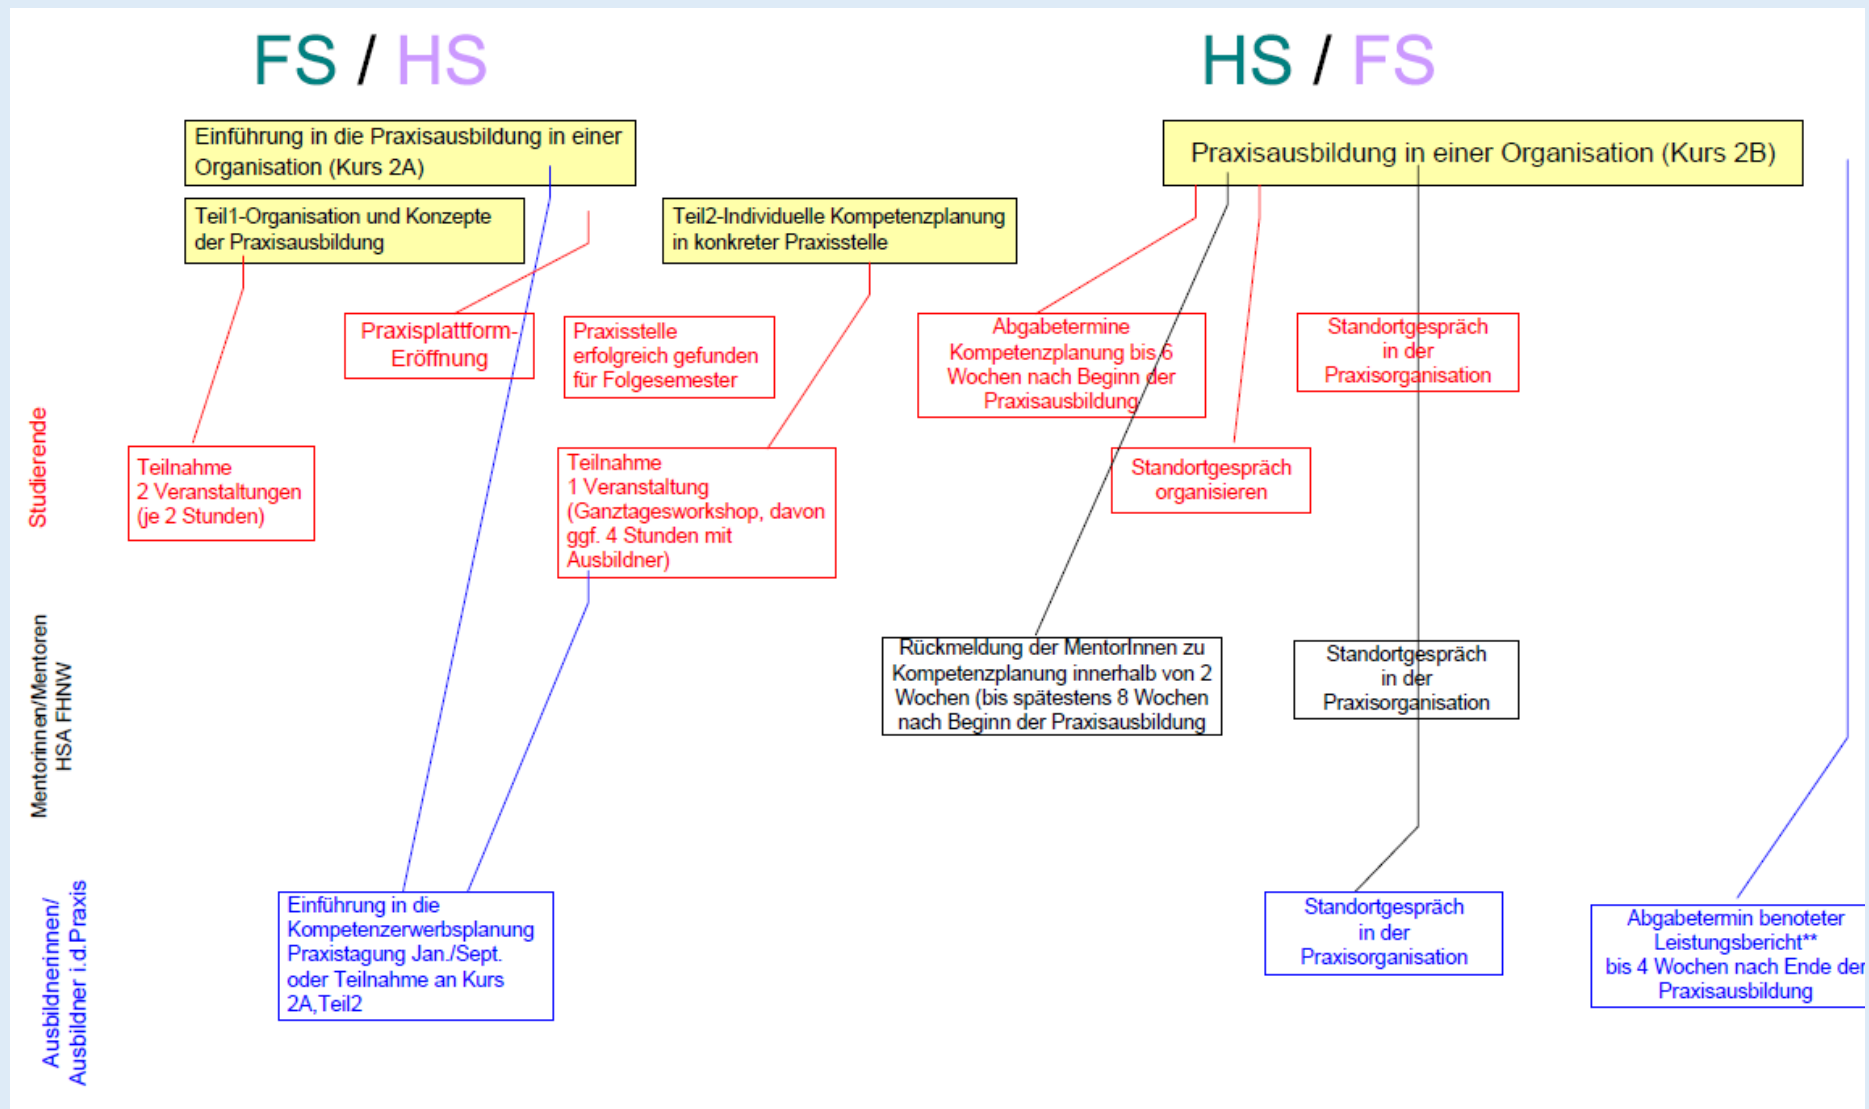 FS / HS
HS / FS
Einführung in die Praxisausbildung in einer
Organisation (Kurs 2A)
Praxisausbildung in einer Organisation (Kurs 2B)
Teil1-Organisation und Konzepte
der Praxisausbildung
Teil2-Individuelle Kompetenzplanung
in konkreter Praxisstelle
Studierende
Praxisplattform-
Eröffnung
Praxisstelle
erfolgreich gefunden
für Folgesemester
Abgabetermine
Kompetenzplanung bis 6
Wochen nach Beginn der
Praxisausbildung
Standortgespräch
in der
Praxisorganisation
Teilnahme
2 Veranstaltungen
(je 2 Stunden)
Teilnahme
1 Veranstaltung
(Ganztagesworkshop, davon
ggf. 4 Stunden mit
Ausbildner)
Standortgespräch
organisieren
Mentorinnen/Mentoren
HSA FHNW
Rückmeldung der MentorInnen zu
Kompetenzplanung innerhalb von 2
Wochen (bis spätestens 8 Wochen
nach Beginn der Praxisausbildung
Standortgespräch
in der
Praxisorganisation
Ausbildnerinnen/
Ausbildner i.d.Praxis
Einführung in die
Kompetenzerwerbsplanung
Praxistagung Jan./Sept.
oder Teilnahme an Kurs
2A,Teil2
Standortgespräch
in der
Praxisorganisation
Abgabetermin benoteter
Leistungsbericht**
bis 4 Wochen nach Ende der
Praxisausbildung